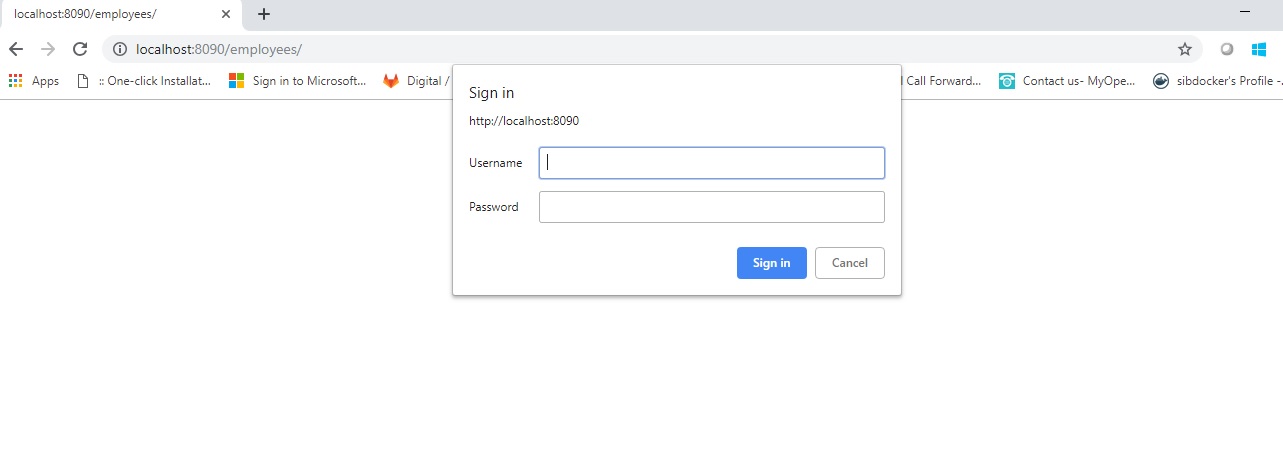 localhost:8090/employees/
localhost:8090/employees/
Apps :: One-click Installat... Sign in to Microsoft... Digital / l Call Forward... Contact us- MyOpe... sibdocker's Profile -...
Sign in
http://localhost:8090
Username
Password
Sign in Cancel